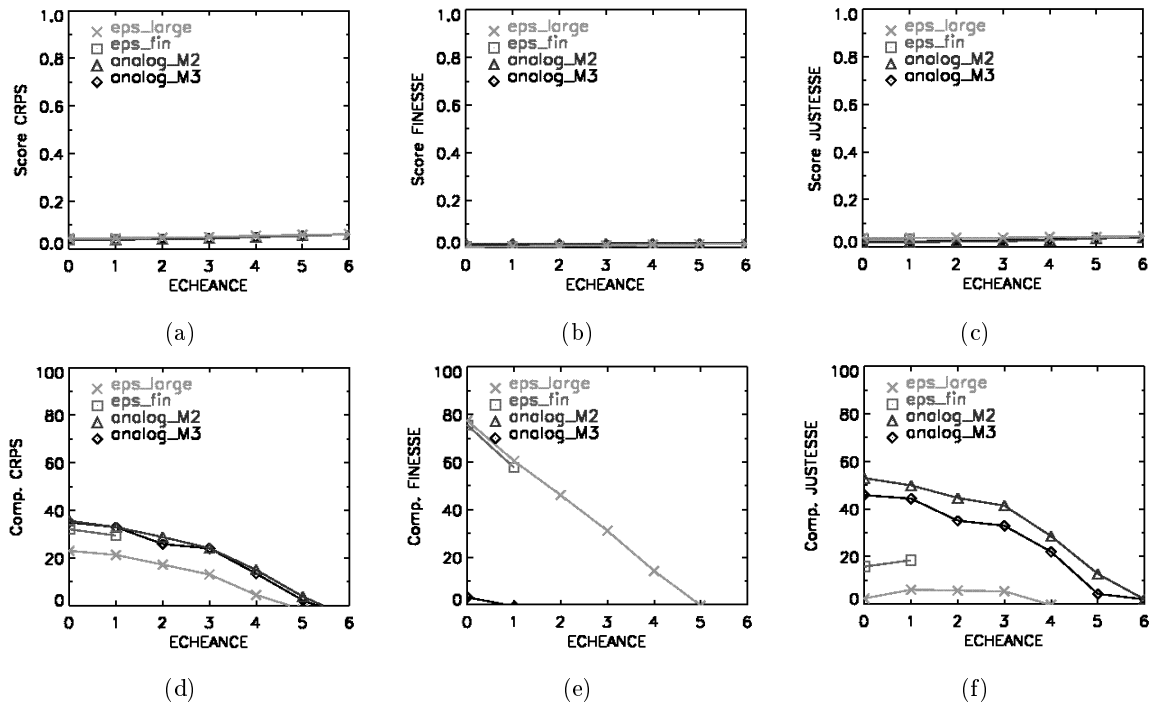 Score CRPS
1.0
0.8
0.6
0.4
0.2
0.0
eps_large
eps_fin
analog_M2
analog_M3
0 1 2 3 4 5 6
ECHEANCE
(a)
Score FINESSE
1.0
0.8
0.6
0.4
0.2
0.0
eps_large
eps_fin
analog_M2
analog_M3
0 1 2 3 4 5 6
ECHEANCE
(b)
Score JUSTESSE
1.0
0.8
0.6
0.4
0.2
0.0
eps_large
eps_fin
analog_M2
analog_M3
0 1 2 3 4 5 6
ECHEANCE
(c)
Comp. CRPS
100
80
60
40
20
0
eps_large
eps_fin
analog_M2
analog_M3
0 1 2 3 4 5 6
ECHEANCE
(d)
Comp. FINESSE
100
80
60
40
20
0
eps_large
eps_fin
analog_M2
analog_M3
0 1 2 3 4 5 6
ECHEANCE
(e)
Comp. JUSTESSE
100
80
60
40
20
0
eps_large
eps_fin
analog_M2
analog_M3
0 1 2 3 4 5 6
ECHEANCE
(f)